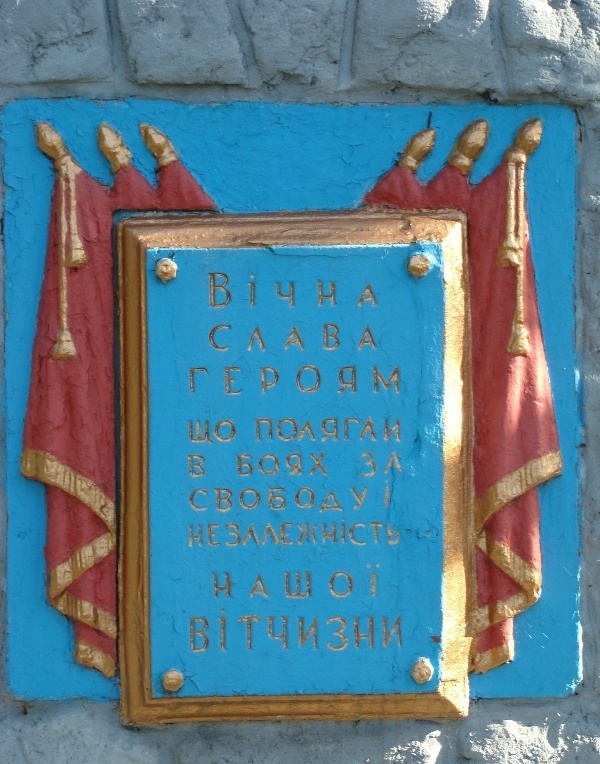 Вічна
слава
героям
що полягли
в боях за
свободу і
незалежність
нашої
вітчизни